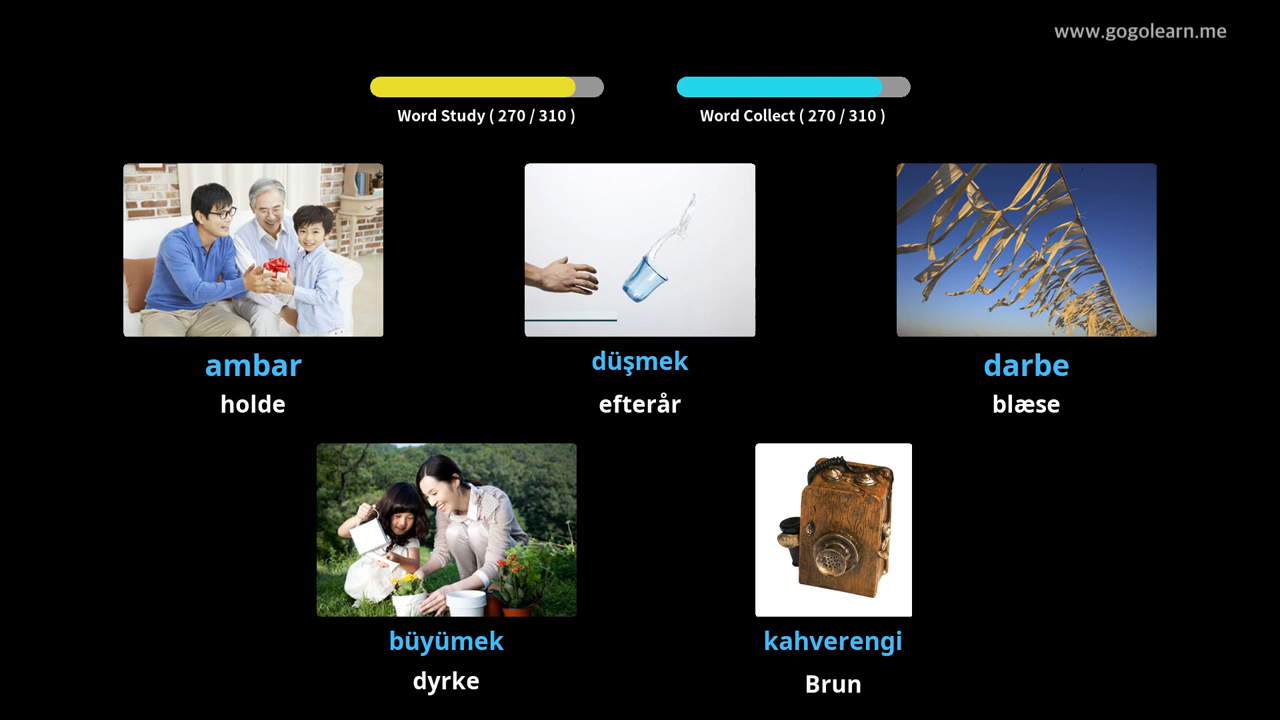 www.gogolearn.me
Word Study ( 270 / 310 )
Word Collect ( 270 / 310 )
ambar
holde
düşmek
efterår
darbe
blæse
büyümek
dyrke
kahverengi
Brun